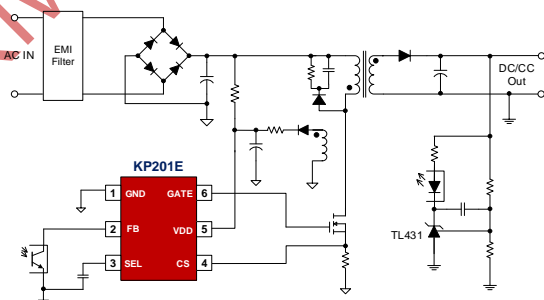 AC IN
EMI
Filter
DC/CC
Out
KP201E
1 GND GATE 6
2 FB VDD 5
3 SEL CS 4
TL431